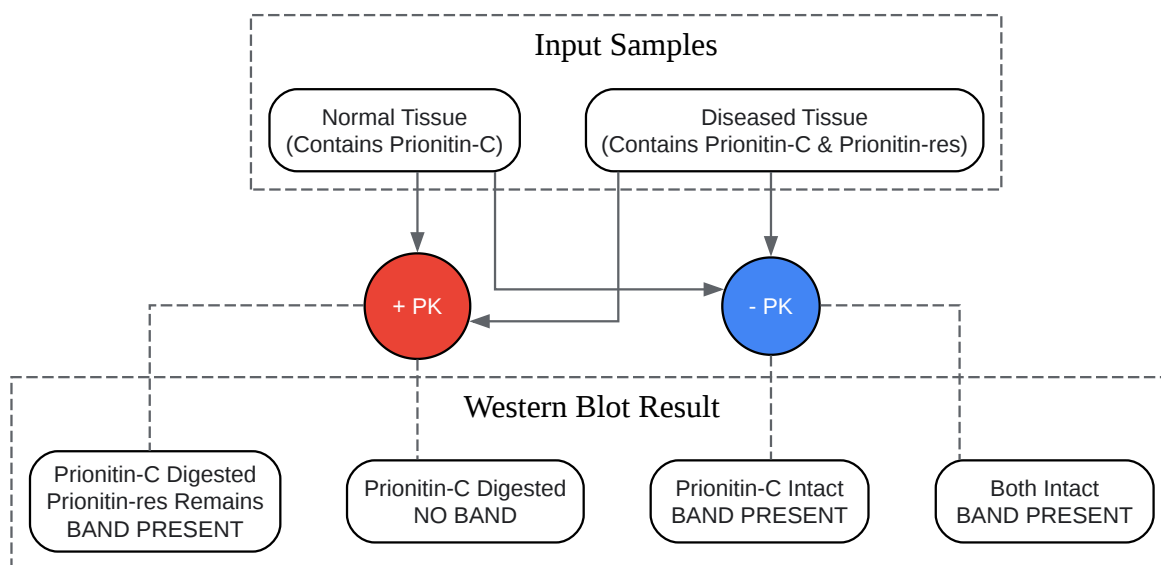 Input Samples
Normal Tissue
(Contains Prionitin-C)
Diseased Tissue
(Contains Prionitin-C & Prionitin-res)
+ PK
- PK
Western Blot Result
Prionitin-C Digested
Prionitin-res Remains
BAND PRESENT
Prionitin-C Digested
NO BAND
Prionitin-C Intact
BAND PRESENT
Both Intact
BAND PRESENT